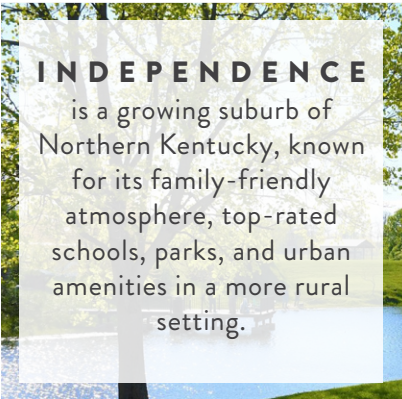 INDEPENDENCE
is a growing suburb of
Northern Kentucky, known
for its family-friendly
atmosphere, top-rated
schools, parks, and urban
amenities in a more rural
setting.